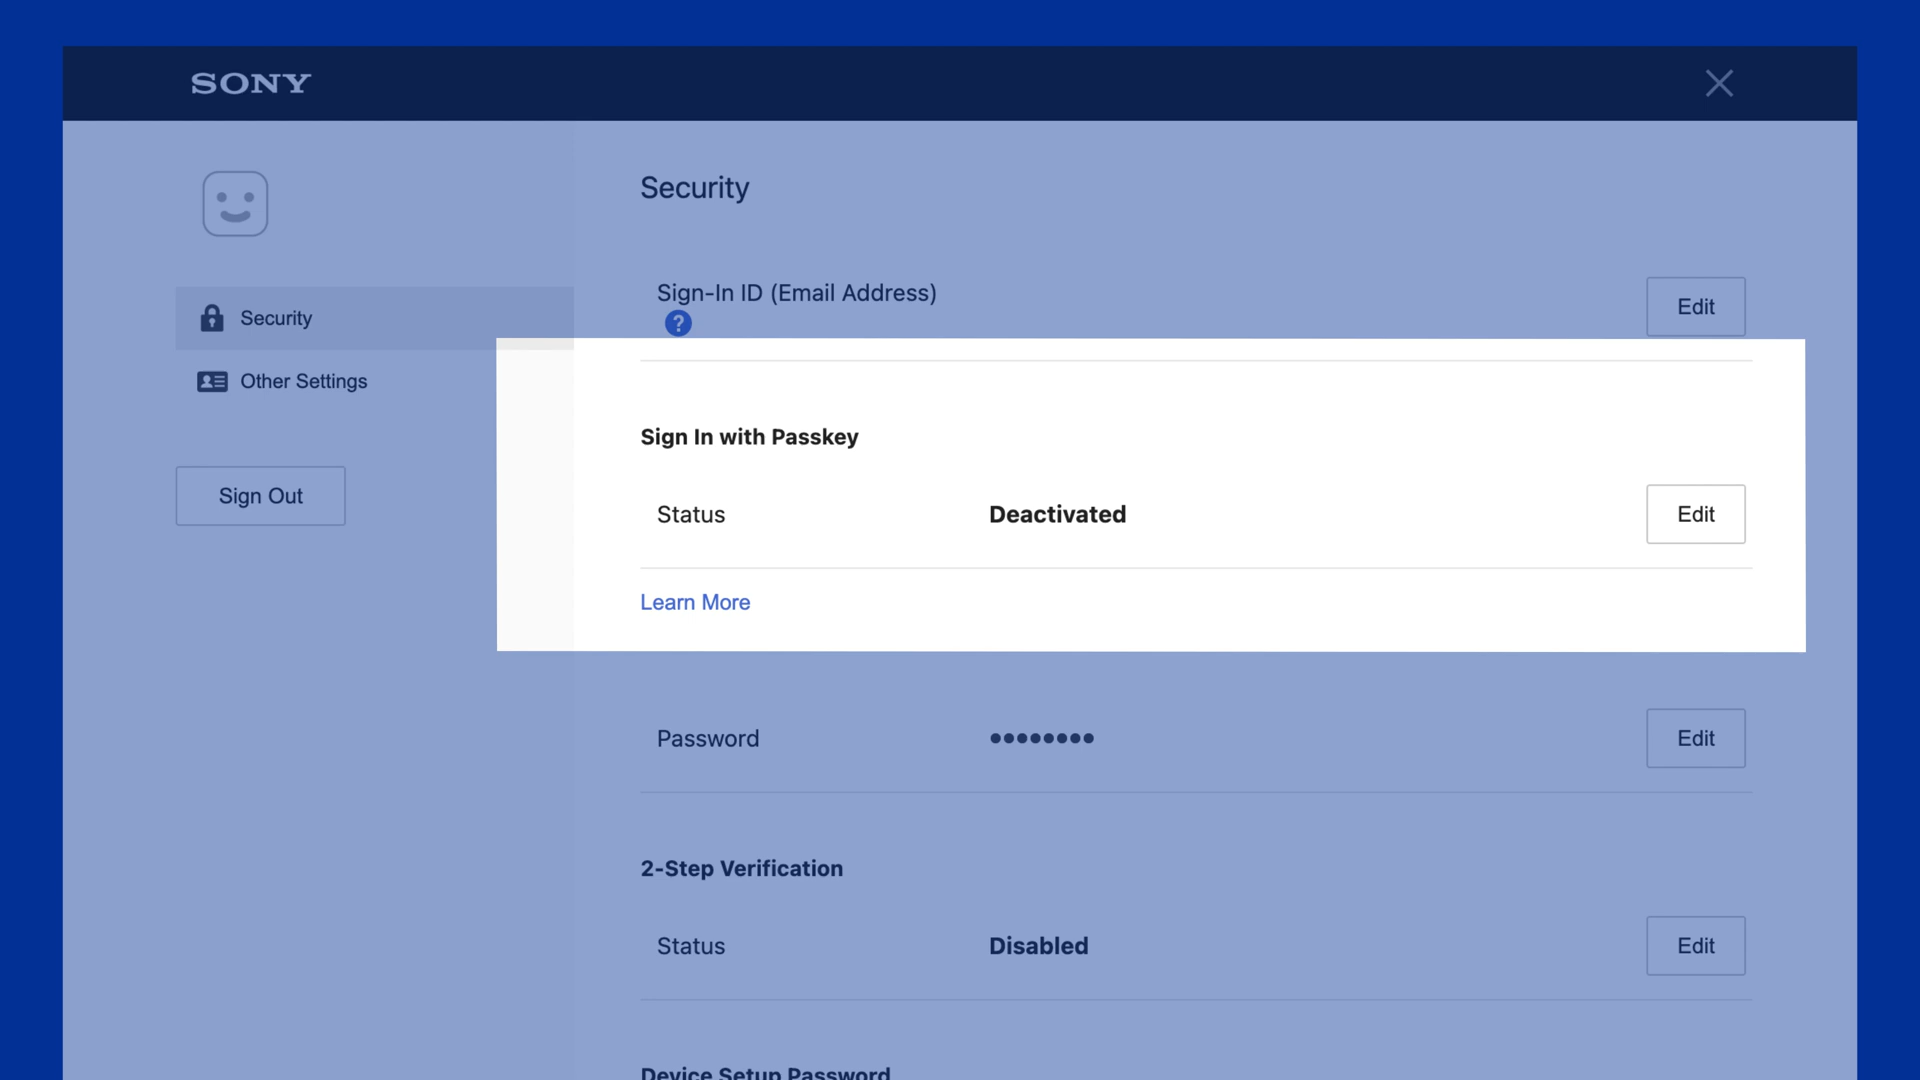 SONY
Security
Other Settings
Sign Out
Security
Sign-In ID (Email Address)
?
Edit
Sign In with Passkey
Status Deactivated Edit
Learn More
Password •••••••• Edit
2-Step Verification
Status Disabled Edit
Device Setup Password